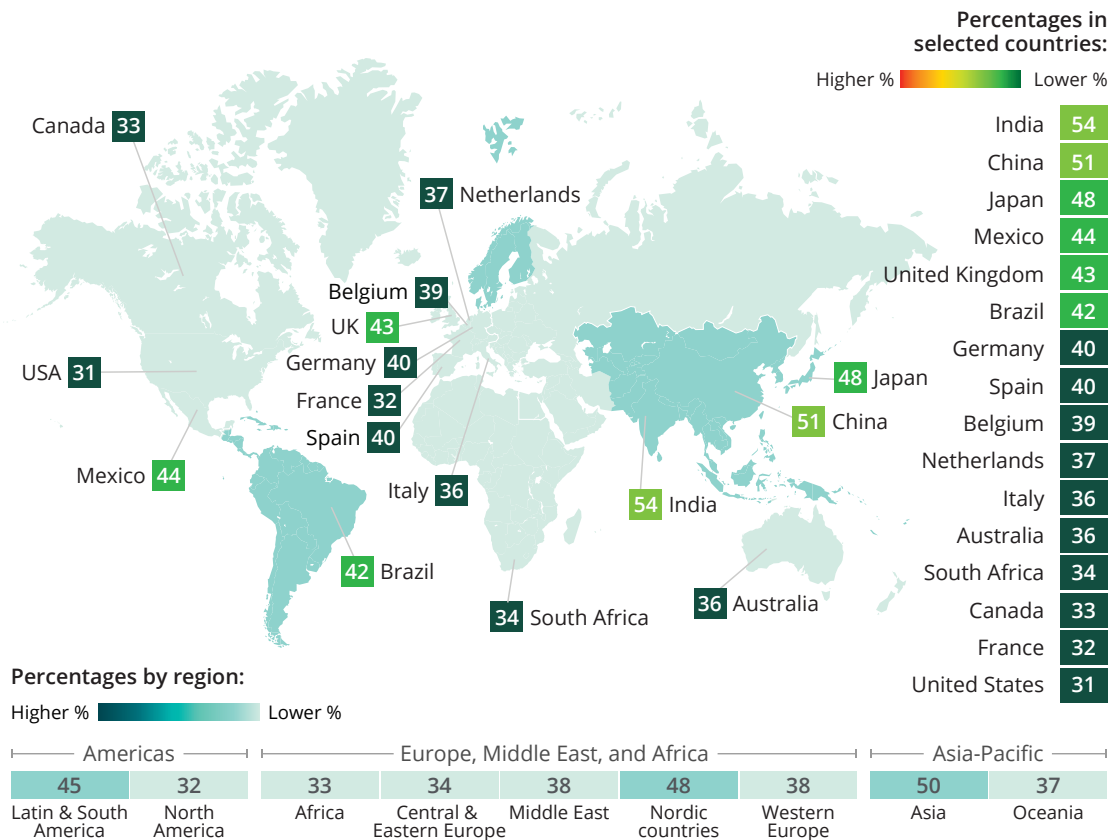 Percentages in
selected countries:
Higher % Lower %
Canada 33
Netherlands 37
Belgium 39
UK 43
Germany 40
USA 31
France 32
Spain 40
Mexico 44
Italy 36
Brazil 42
South Africa 34
India 54
China 51
Japan 48
Australia 36
India 54
China 51
Japan 48
Mexico 44
United Kingdom 43
Brazil 42
Germany 40
Spain 40
Belgium 39
Netherlands 37
Italy 36
Australia 36
South Africa 34
Canada 33
France 32
United States 31
Percentages by region:
Higher % Lower %
Americas
45
Latin & South
America
32
North
America
Europe, Middle East, and Africa
33
Africa
34
Central &
Eastern Europe
38
Middle East
48
Nordic
countries
38
Western
Europe
Asia-Pacific
50
Asia
37
Oceania